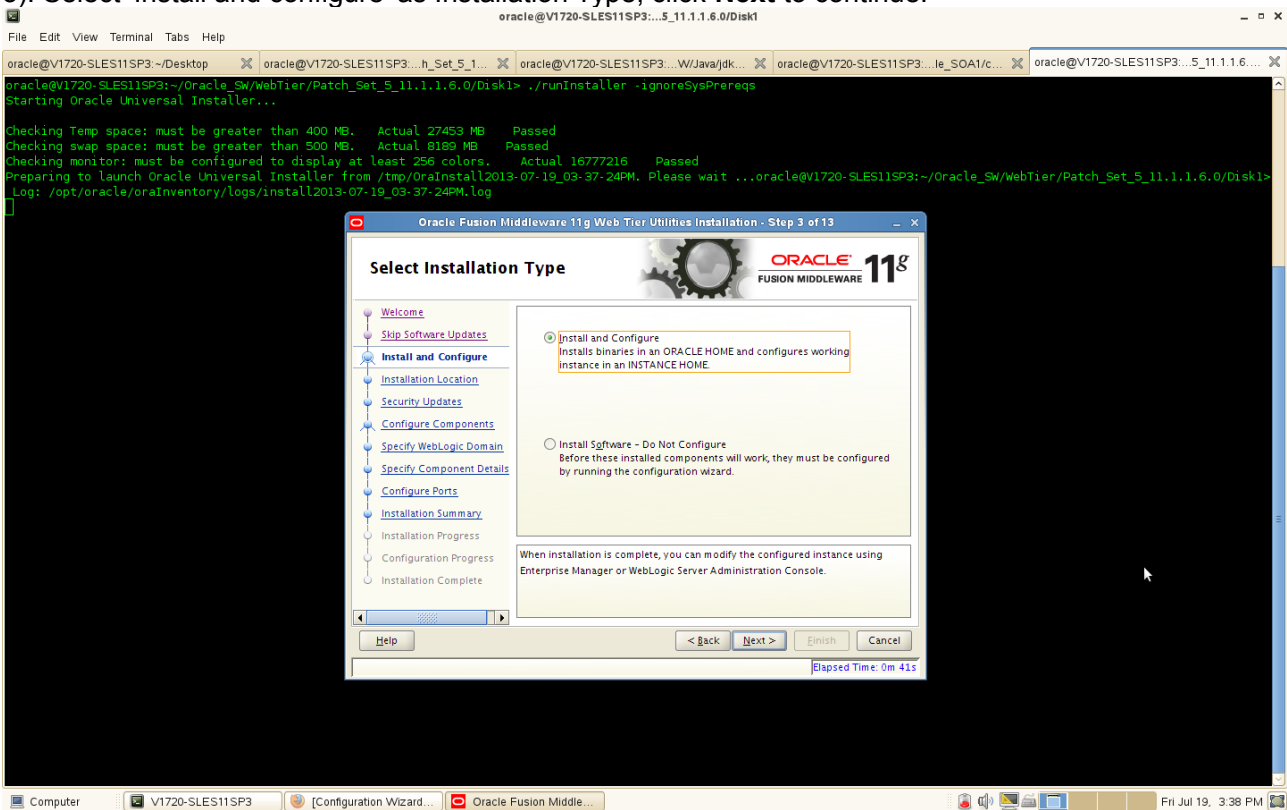 oracle@V1720-SLES11SP3:...5_11.1.1.6.0/Disk1
File Edit View Terminal Tabs Help
oracle@V1720-SLES11SP3:~/Desktop oracle@V1720-SLES11SP3:...h_Set_5_1... oracle@V1720-SLES11SP3:...W/Java/jdk... oracle@V1720-SLES11SP3:...le_SOA1/c... oracle@V1720-SLES11SP3:...5_11.1.1.6....
oracle@V1720-SLES11SP3:~/Oracle_SW/WebTier/Patch_Set_5_11.1.1.6.0/Disk1> ./runInstaller -ignoreSysPrereqs
Starting Oracle Universal Installer...
Checking Temp space: must be greater than 400 MB. Actual 27453 MB Passed
Checking swap space: must be greater than 500 MB. Actual 8189 MB Passed
Checking monitor: must be configured to display at least 256 colors. Actual 16777216 Passed
Preparing to launch Oracle Universal Installer from /tmp/OraInstall2013-07-19_03-37-24PM. Please wait ...oracle@V1720-SLES11SP3:~/Oracle_SW/WebTier/Patch_Set_5_11.1.1.6.0/Disk1>
Log: /opt/oracle/oraInventory/logs/install2013-07-19_03-37-24PM.log
Oracle Fusion Middleware 11g Web Tier Utilities Installation - Step 3 of 13
Select Installation Type
ORACLE
FUSION MIDDLEWARE 11g
Welcome
Skip Software Updates
Install and Configure
Installation Location
Security Updates
Configure Components
Specify WebLogic Domain
Specify Component Details
Configure Ports
Installation Summary
Installation Progress
Configuration Progress
Installation Complete
Install and Configure
Installs binaries in an ORACLE HOME and configures working
instance in an INSTANCE HOME.
Install Software - Do Not Configure
Before these installed components will work, they must be configured
by running the configuration wizard.
When installation is complete, you can modify the configured instance using
Enterprise Manager or WebLogic Server Administration Console.
Help < Back Next > Finish Cancel
Elapsed Time: 0m 41s
Computer V1720-SLES11SP3 [Configuration Wizard... Oracle Fusion Middle... Fri Jul 19, 3:38 PM